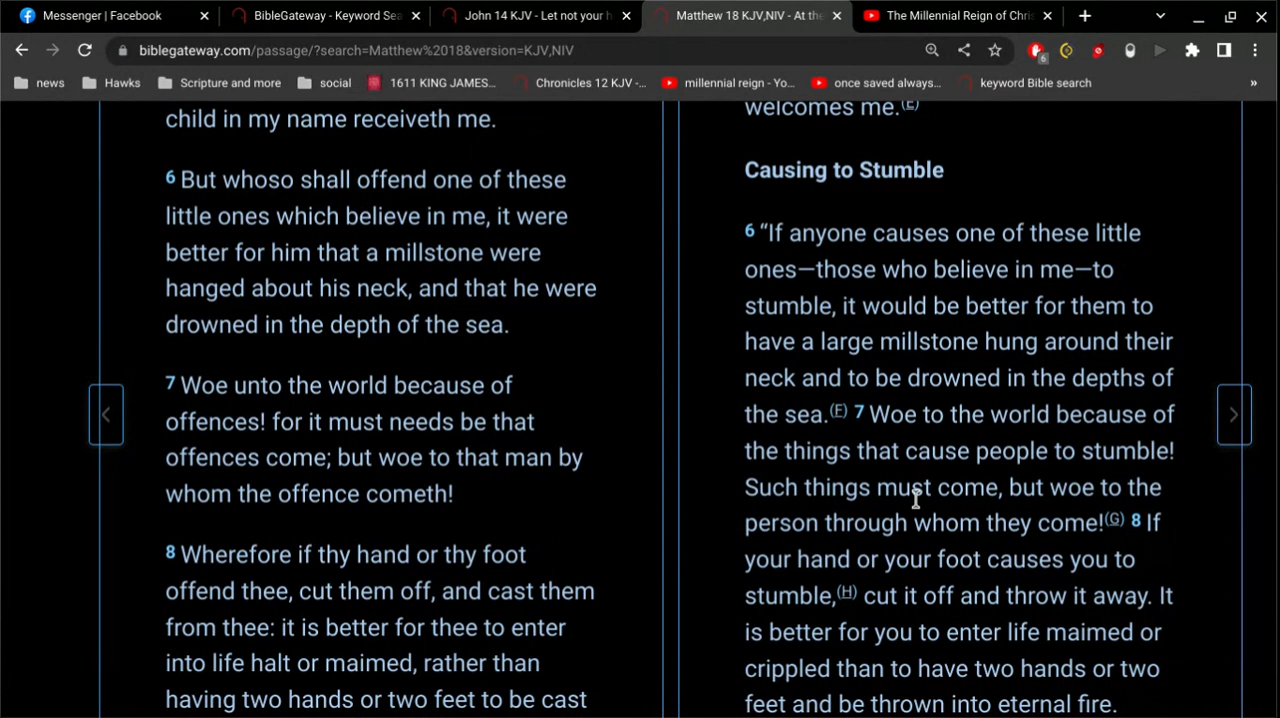 Messenger | Facebook
BibleGateway - Keyword Sea
John 14 KJV - Let not your h
Matthew 18 KJV,NIV - At the
The Millennial Reign of Chris
biblegateway.com/passage/?search=Matthew%2018&version=KJV,NIV
6
news
Hawks
Scripture and more
social
1611 KING JAMES...
Chronicles 12 KJV -...
millennial reign - Yo...
once saved always...
keyword Bible search
»
child in my name receiveth me.
6 But whoso shall offend one of these
little ones which believe in me, it were
better for him that a millstone were
hanged about his neck, and that he were
drowned in the depth of the sea.
7 Woe unto the world because of
offences! for it must needs be that
offences come; but woe to that man by
whom the offence cometh!
8 Wherefore if thy hand or thy foot
offend thee, cut them off, and cast them
from thee: it is better for thee to enter
into life halt or maimed, rather than
having two hands or two feet to be cast
welcomes me.(E)
Causing to Stumble
6 “If anyone causes one of these little
ones—those who believe in me—to
stumble, it would be better for them to
have a large millstone hung around their
neck and to be drowned in the depths of
the sea.(F) 7 Woe to the world because of
the things that cause people to stumble!
Such things must come, but woe to the
person through whom they come!(G) 8 If
your hand or your foot causes you to
stumble,(H) cut it off and throw it away. It
is better for you to enter life maimed or
crippled than to have two hands or two
feet and be thrown into eternal fire.